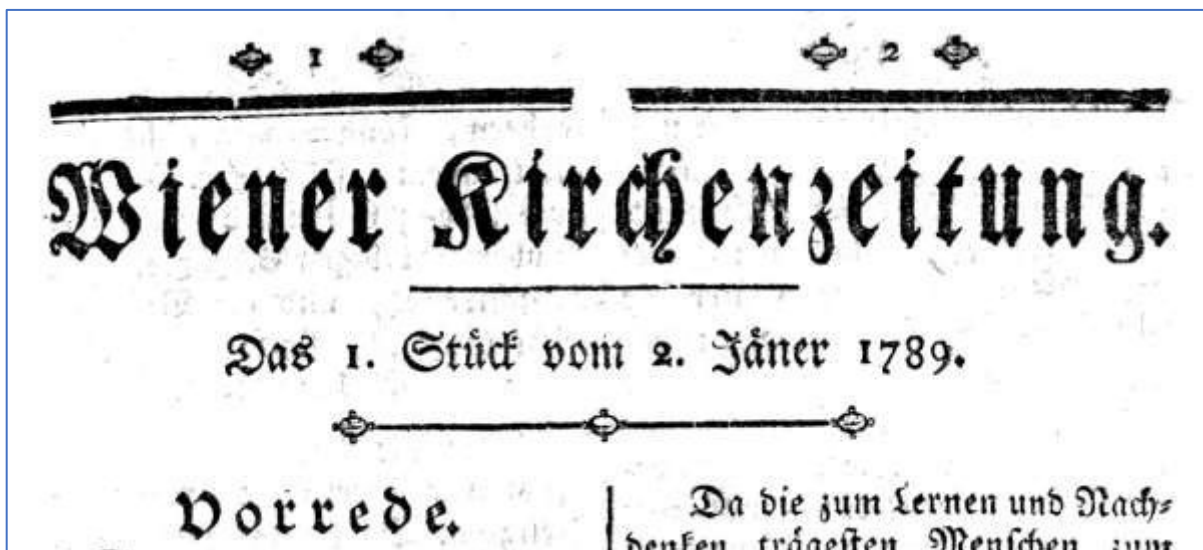 1 2
Wiener Kirchenzeitung.
Das 1. Stück vom 2. Jäner 1789.
Vorrede.
Da die zum Lernen und Nach⸗
denken trägesten Menschen zum